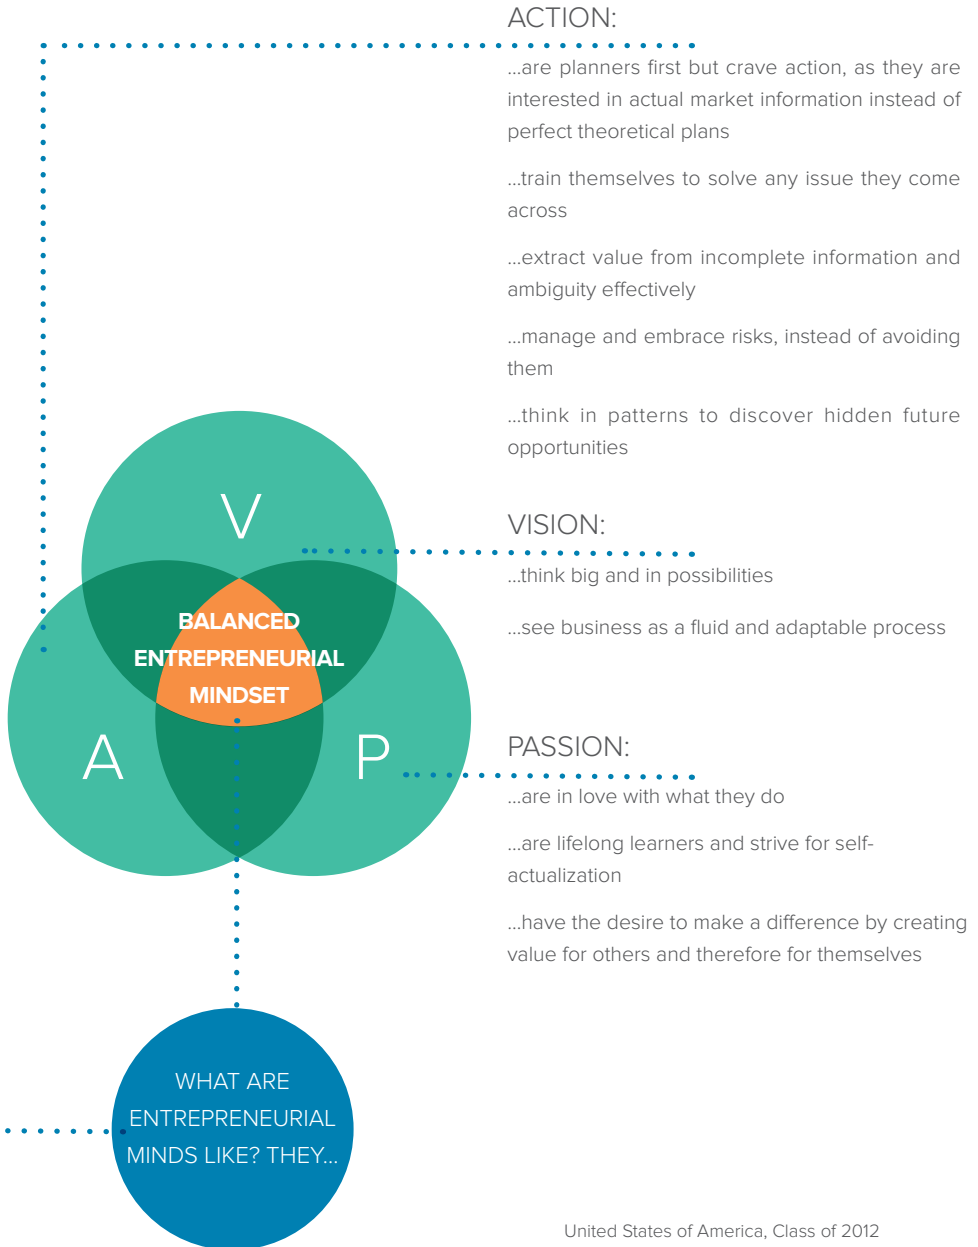 ACTION:
...are planners first but crave action, as they are
interested in actual market information instead of
perfect theoretical plans
...train themselves to solve any issue they come
across
...extract value from incomplete information and
ambiguity effectively
...manage and embrace risks, instead of avoiding
them
...think in patterns to discover hidden future
opportunities
V
VISION:
...think big and in possibilities
...see business as a fluid and adaptable process
BALANCED
ENTREPRENEURIAL
MINDSET
A
P
PASSION:
...are in love with what they do
...are lifelong learners and strive for self-
actualization
...have the desire to make a difference by creating
value for others and therefore for themselves
WHAT ARE
ENTREPRENEURIAL
MINDS LIKE? THEY...
United States of America, Class of 2012